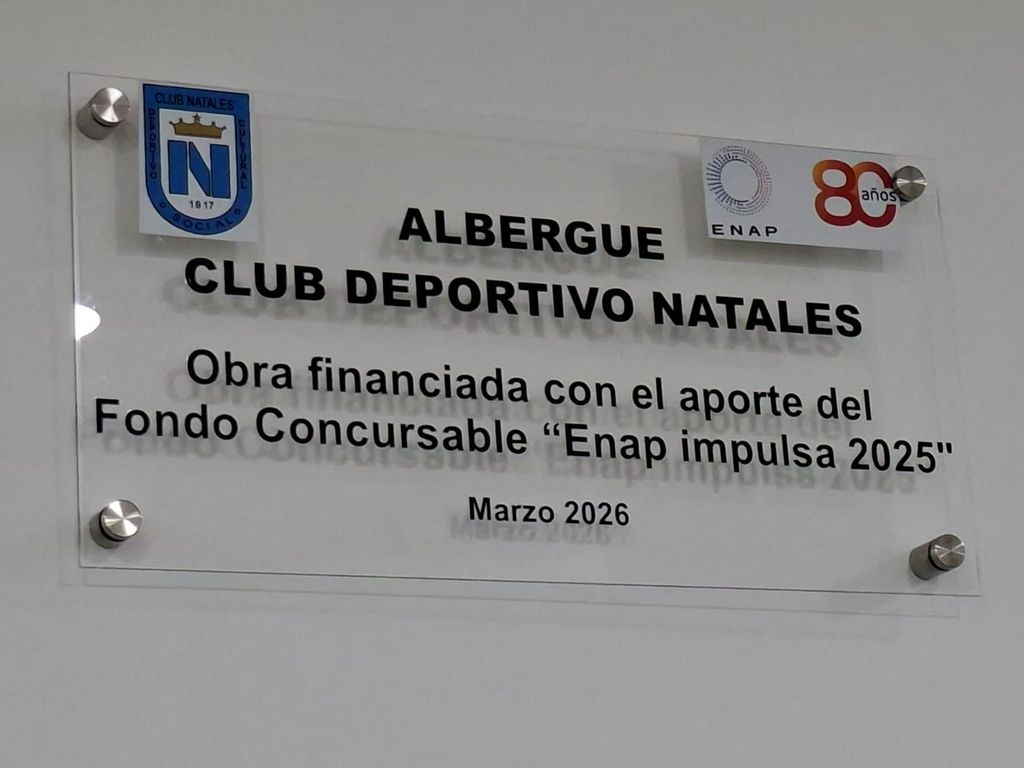 CLUB NATALES
DEPORTIVO
CULTURAL
N
1917
SOCIAL
ENAP
80
años
ALBERGUE
CLUB DEPORTIVO NATALES
Obra financiada con el aporte del
Fondo Concursable “Enap impulsa 2025"
Marzo 2026